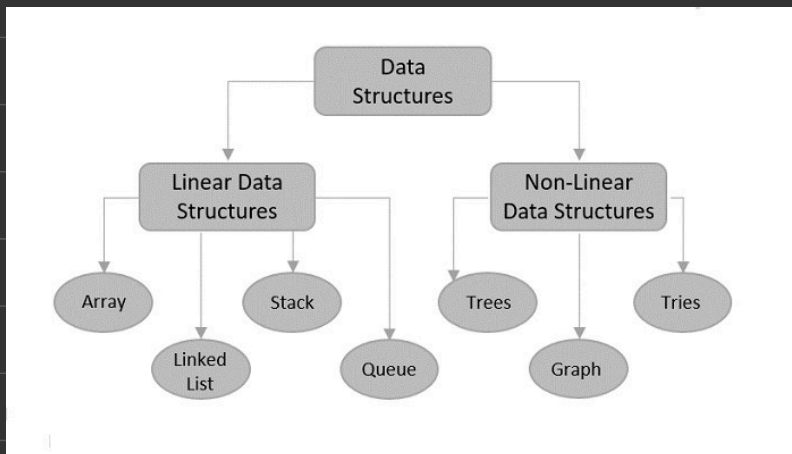 Data
Structures
Linear Data
Structures
Non-Linear
Data Structures
Array
Stack
Trees
Tries
Linked
List
Queue
Graph